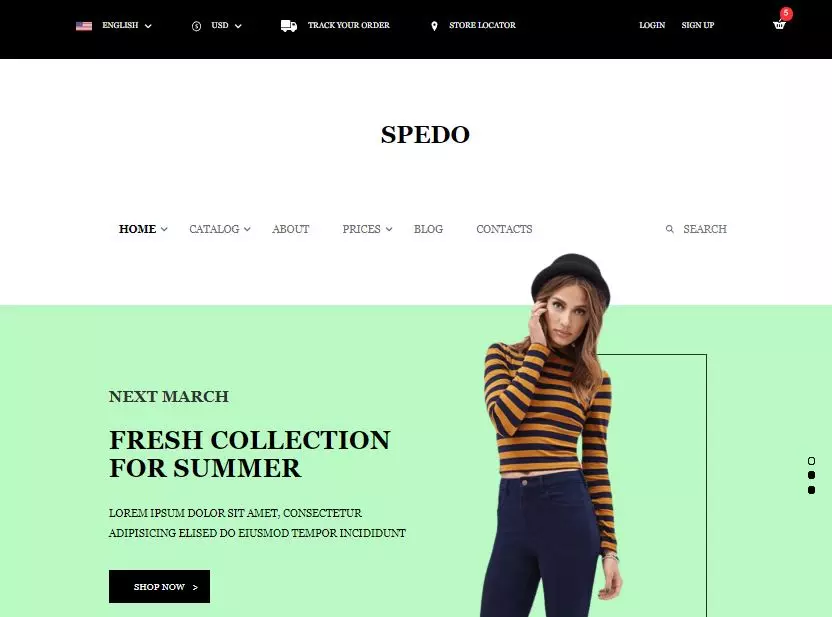 ENGLISH USD TRACK YOUR ORDER STORE LOCATOR LOGIN SIGN UP 5
SPEDO
HOME CATALOG ABOUT PRICES BLOG CONTACTS SEARCH
NEXT MARCH
FRESH COLLECTION
FOR SUMMER
LOREM IPSUM DOLOR SIT AMET, CONSECTETUR
ADIPISICING ELISED DO EIUSMOD TEMPOR INCIDIDUNT
SHOP NOW >